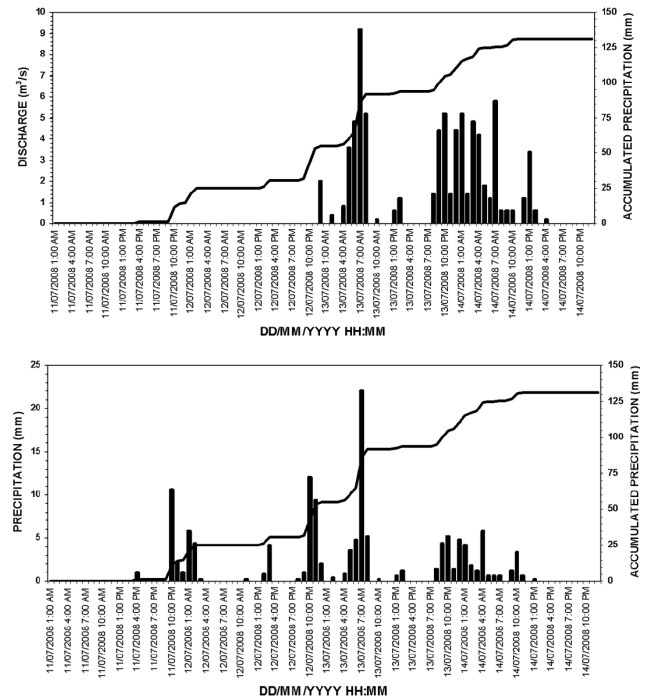 10
9
8
7
6
5
4
3
2
1
0
DISCHARGE (m³/s)
150
125
100
75
50
25
0
ACCUMULATED PRECIPITATION (mm)
11/07/2008 1:00 AM
11/07/2008 4:00 AM
11/07/2008 7:00 AM
11/07/2008 10:00 AM
11/07/2008 1:00 PM
11/07/2008 4:00 PM
11/07/2008 7:00 PM
11/07/2008 10:00 PM
12/07/2008 1:00 AM
12/07/2008 4:00 AM
12/07/2008 7:00 AM
12/07/2008 10:00 AM
12/07/2008 1:00 PM
12/07/2008 4:00 PM
12/07/2008 7:00 PM
12/07/2008 10:00 PM
13/07/2008 1:00 AM
13/07/2008 4:00 AM
13/07/2008 7:00 AM
13/07/2008 10:00 AM
13/07/2008 1:00 PM
13/07/2008 4:00 PM
13/07/2008 7:00 PM
13/07/2008 10:00 PM
14/07/2008 1:00 AM
14/07/2008 4:00 AM
14/07/2008 7:00 AM
14/07/2008 10:00 AM
14/07/2008 1:00 PM
14/07/2008 4:00 PM
14/07/2008 7:00 PM
14/07/2008 10:00 PM
DD/MM/YYYY HH:MM
25
20
15
10
5
0
PRECIPITATION (mm)
150
125
100
75
50
25
0
ACCUMULATED PRECIPITATION (mm)
11/07/2008 1:00 AM
11/07/2008 4:00 AM
11/07/2008 7:00 AM
11/07/2008 10:00 AM
11/07/2008 1:00 PM
11/07/2008 4:00 PM
11/07/2008 7:00 PM
11/07/2008 10:00 PM
12/07/2008 1:00 AM
12/07/2008 4:00 AM
12/07/2008 7:00 AM
12/07/2008 10:00 AM
12/07/2008 1:00 PM
12/07/2008 4:00 PM
12/07/2008 7:00 PM
12/07/2008 10:00 PM
13/07/2008 1:00 AM
13/07/2008 4:00 AM
13/07/2008 7:00 AM
13/07/2008 10:00 AM
13/07/2008 1:00 PM
13/07/2008 4:00 PM
13/07/2008 7:00 PM
13/07/2008 10:00 PM
14/07/2008 1:00 AM
14/07/2008 4:00 AM
14/07/2008 7:00 AM
14/07/2008 10:00 AM
14/07/2008 1:00 PM
14/07/2008 4:00 PM
14/07/2008 7:00 PM
14/07/2008 10:00 PM
DD/MM/YYYY HH:MM